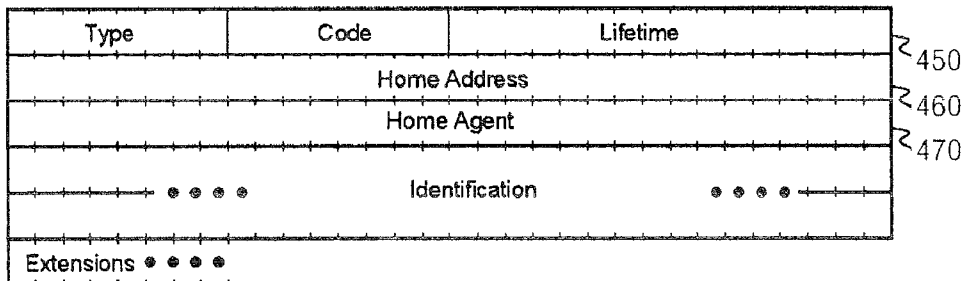 Type Code Lifetime
450
Home Address
460
Home Agent
470
Identification
Extensions